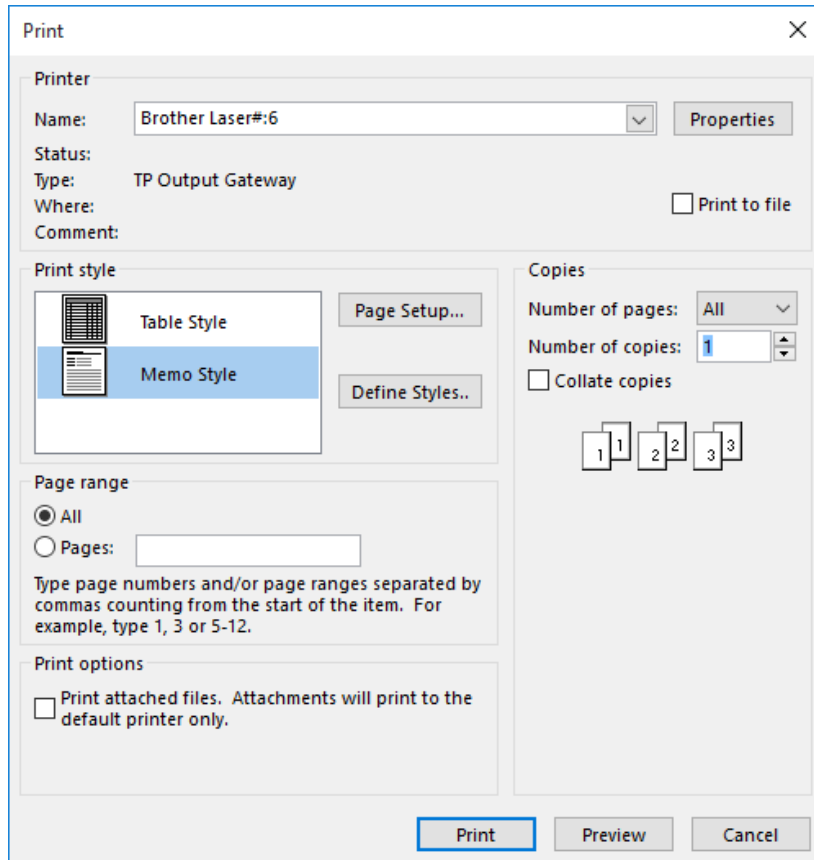 Print
Printer
Name: Brother Laser#:6 Properties
Status:
Type: TP Output Gateway
Where: Print to file
Comment:
Print style
Table Style
Memo Style
Page Setup...
Define Styles..
Copies
Number of pages: All
Number of copies: 1
Collate copies
1 1 2 2 3 3
Page range
All
Pages:
Type page numbers and/or page ranges separated by
commas counting from the start of the item.  For
example, type 1, 3 or 5-12.
Print options
Print attached files.  Attachments will print to the
default printer only.
Print Preview Cancel